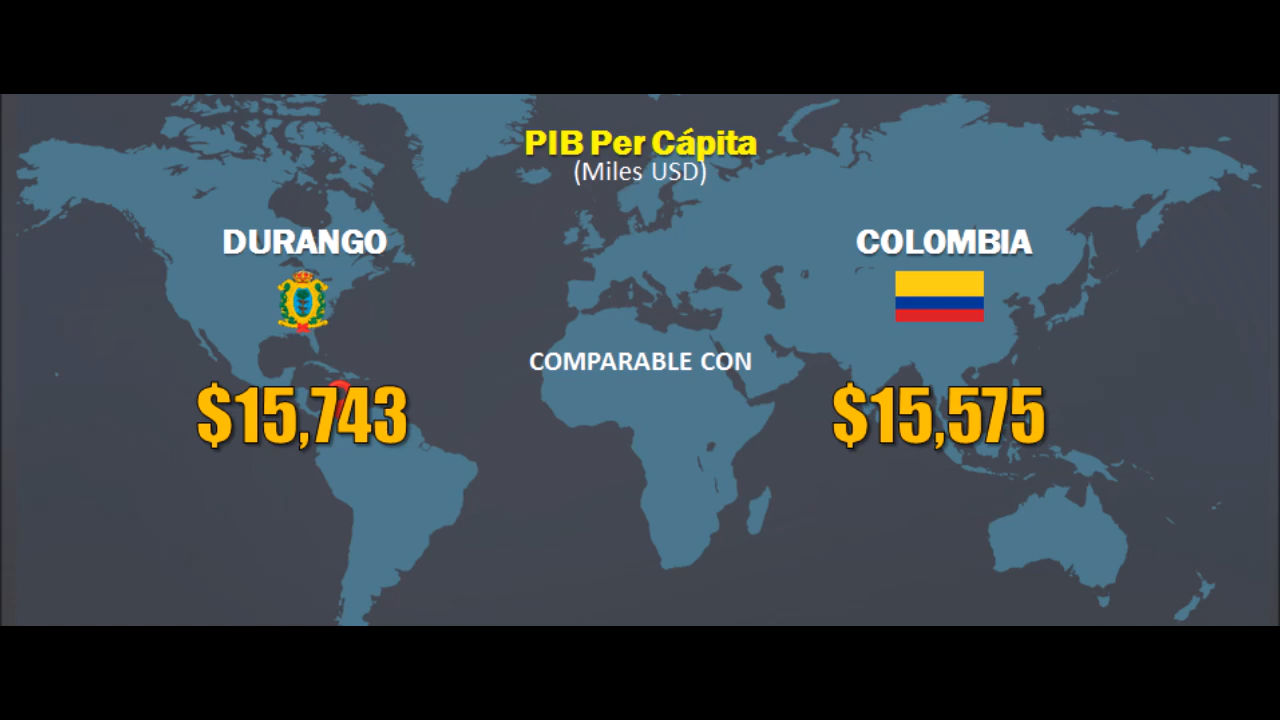 PIB Per Cápita
(Miles USD)
DURANGO
COLOMBIA
COMPARABLE CON
$15,743
$15,575